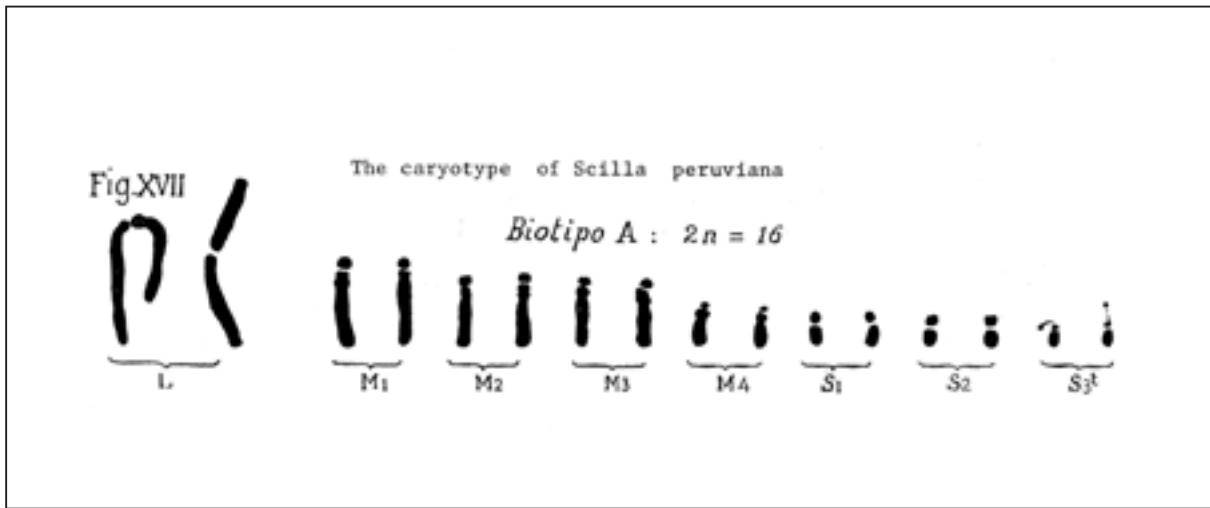 The caryotype of Scilla peruviana
Fig.XVII
Biotipo A : 2n = 16
L M1 M2 M3 M4 S1 S2 S3t